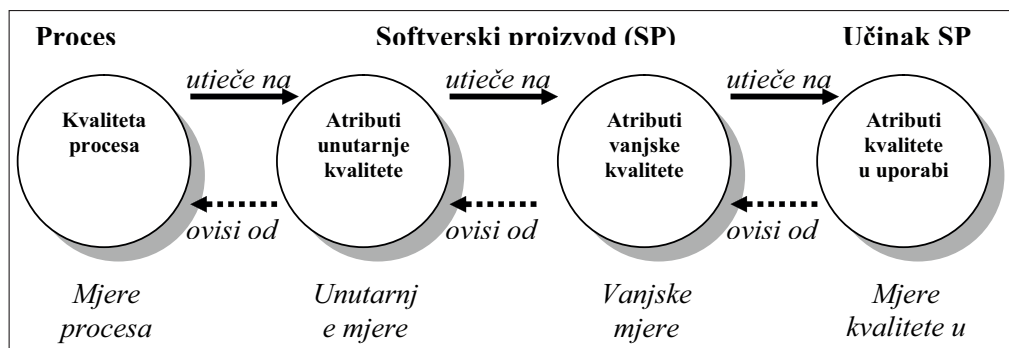 Proces Softverski proizvod (SP) Učinak SP
utječe na utječe na utječe na
Kvaliteta
procesa
Atributi
unutarnje
kvalitete
Atributi
vanjske
kvalitete
Atributi
kvalitete
u uporabi
ovisi od ovisi od ovisi od
Mjere
procesa
Unutarnj
e mjere
Vanjske
mjere
Mjere
kvalitete u